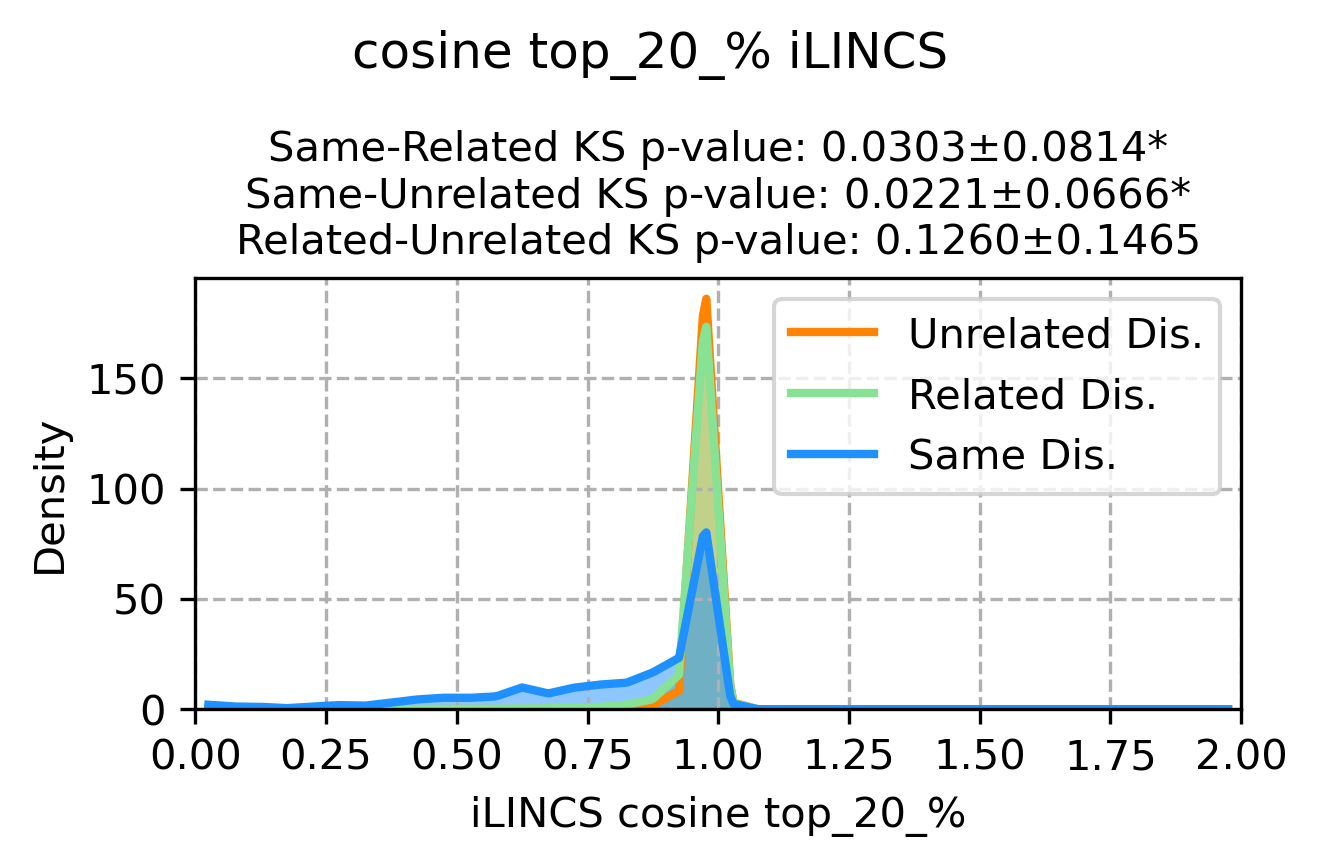 cosine top_20_% iLINCS
Same-Related KS p-value: 0.0303±0.0814*
Same-Unrelated KS p-value: 0.0221±0.0666*
Related-Unrelated KS p-value: 0.1260±0.1465
Unrelated Dis.
Related Dis.
Same Dis.
Density
150
100
50
0
0.00 0.25 0.50 0.75 1.00 1.25 1.50 1.75 2.00
iLINCS cosine top_20_%